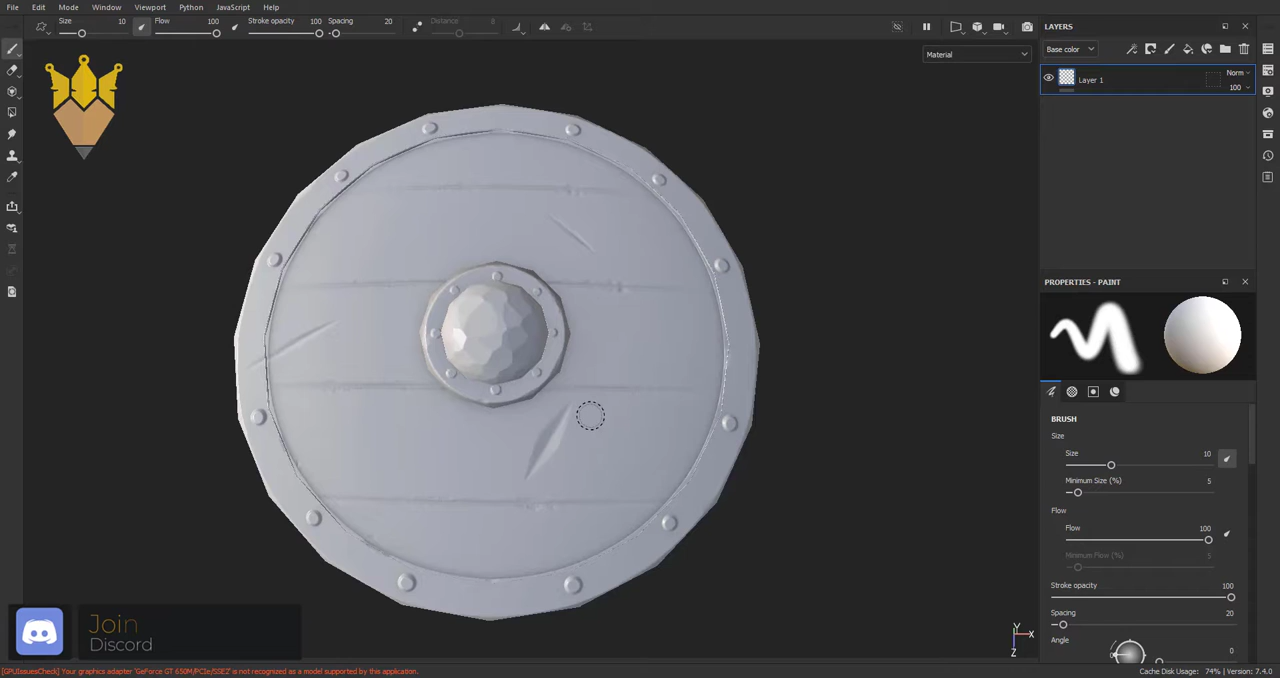 File Edit Mode Window Viewport Python JavaScript Help
Size 10 Flow 100 Stroke opacity 100 Spacing 20 Distance 8
Material
LAYERS
Base color
Layer 1
Norm
100
PROPERTIES - PAINT
BRUSH
Size
Size 10
Minimum Size (%) 5
Flow
Flow 100
Minimum Flow (%) 5
Stroke opacity 100
Spacing 20
Angle 0
Y
X
Z
Join
Discord
[GPUIssuesCheck] Your graphics adapter 'GeForce GT 650M/PCIe/SSE2' is not recognized as a model supported by this application.
Cache Disk Usage: 74% | Version: 7.4.0